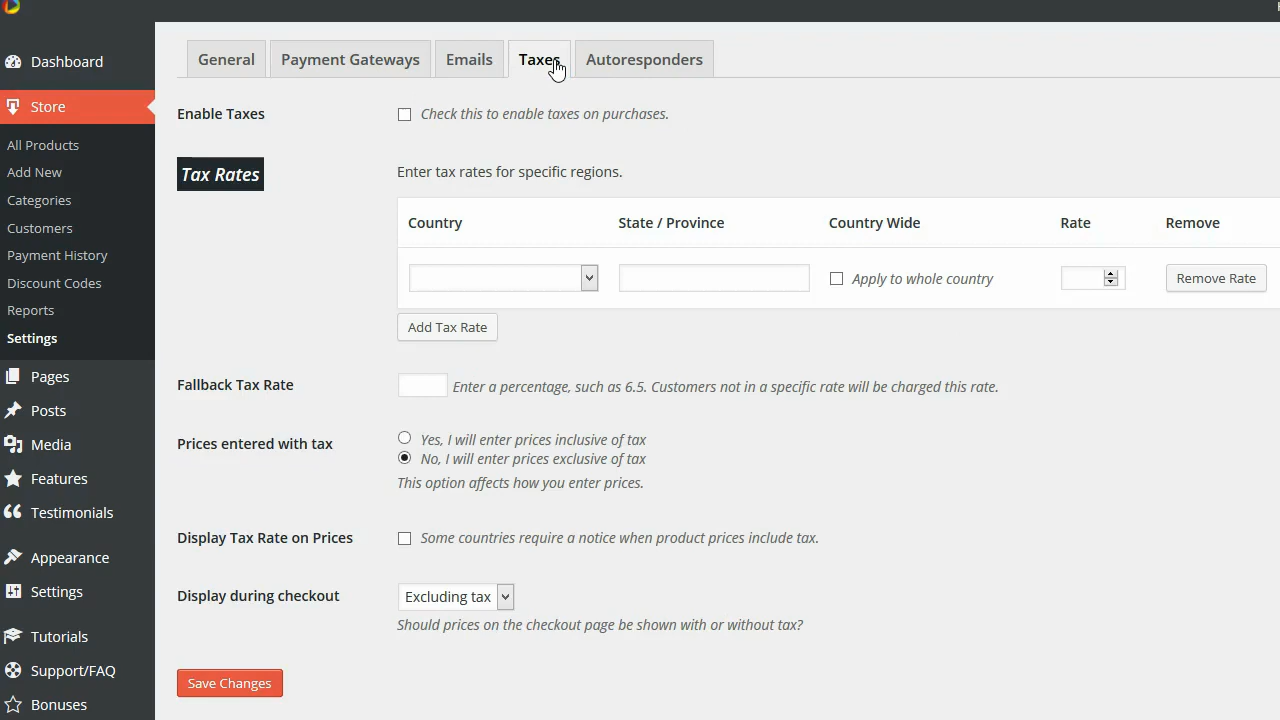 General
Payment Gateways
Emails
Taxes
Autoresponders
Dashboard
Store
All Products
Add New
Categories
Customers
Payment History
Discount Codes
Reports
Settings
Pages
Posts
Media
Features
Testimonials
Appearance
Settings
Tutorials
Support/FAQ
Bonuses
Enable Taxes
Check this to enable taxes on purchases.
Tax Rates
Enter tax rates for specific regions.
Country
State / Province
Country Wide
Rate
Remove
Apply to whole country
Remove Rate
Add Tax Rate
Fallback Tax Rate
Enter a percentage, such as 6.5. Customers not in a specific rate will be charged this rate.
Prices entered with tax
Yes, I will enter prices inclusive of tax
No, I will enter prices exclusive of tax
This option affects how you enter prices.
Display Tax Rate on Prices
Some countries require a notice when product prices include tax.
Display during checkout
Excluding tax
Should prices on the checkout page be shown with or without tax?
Save Changes